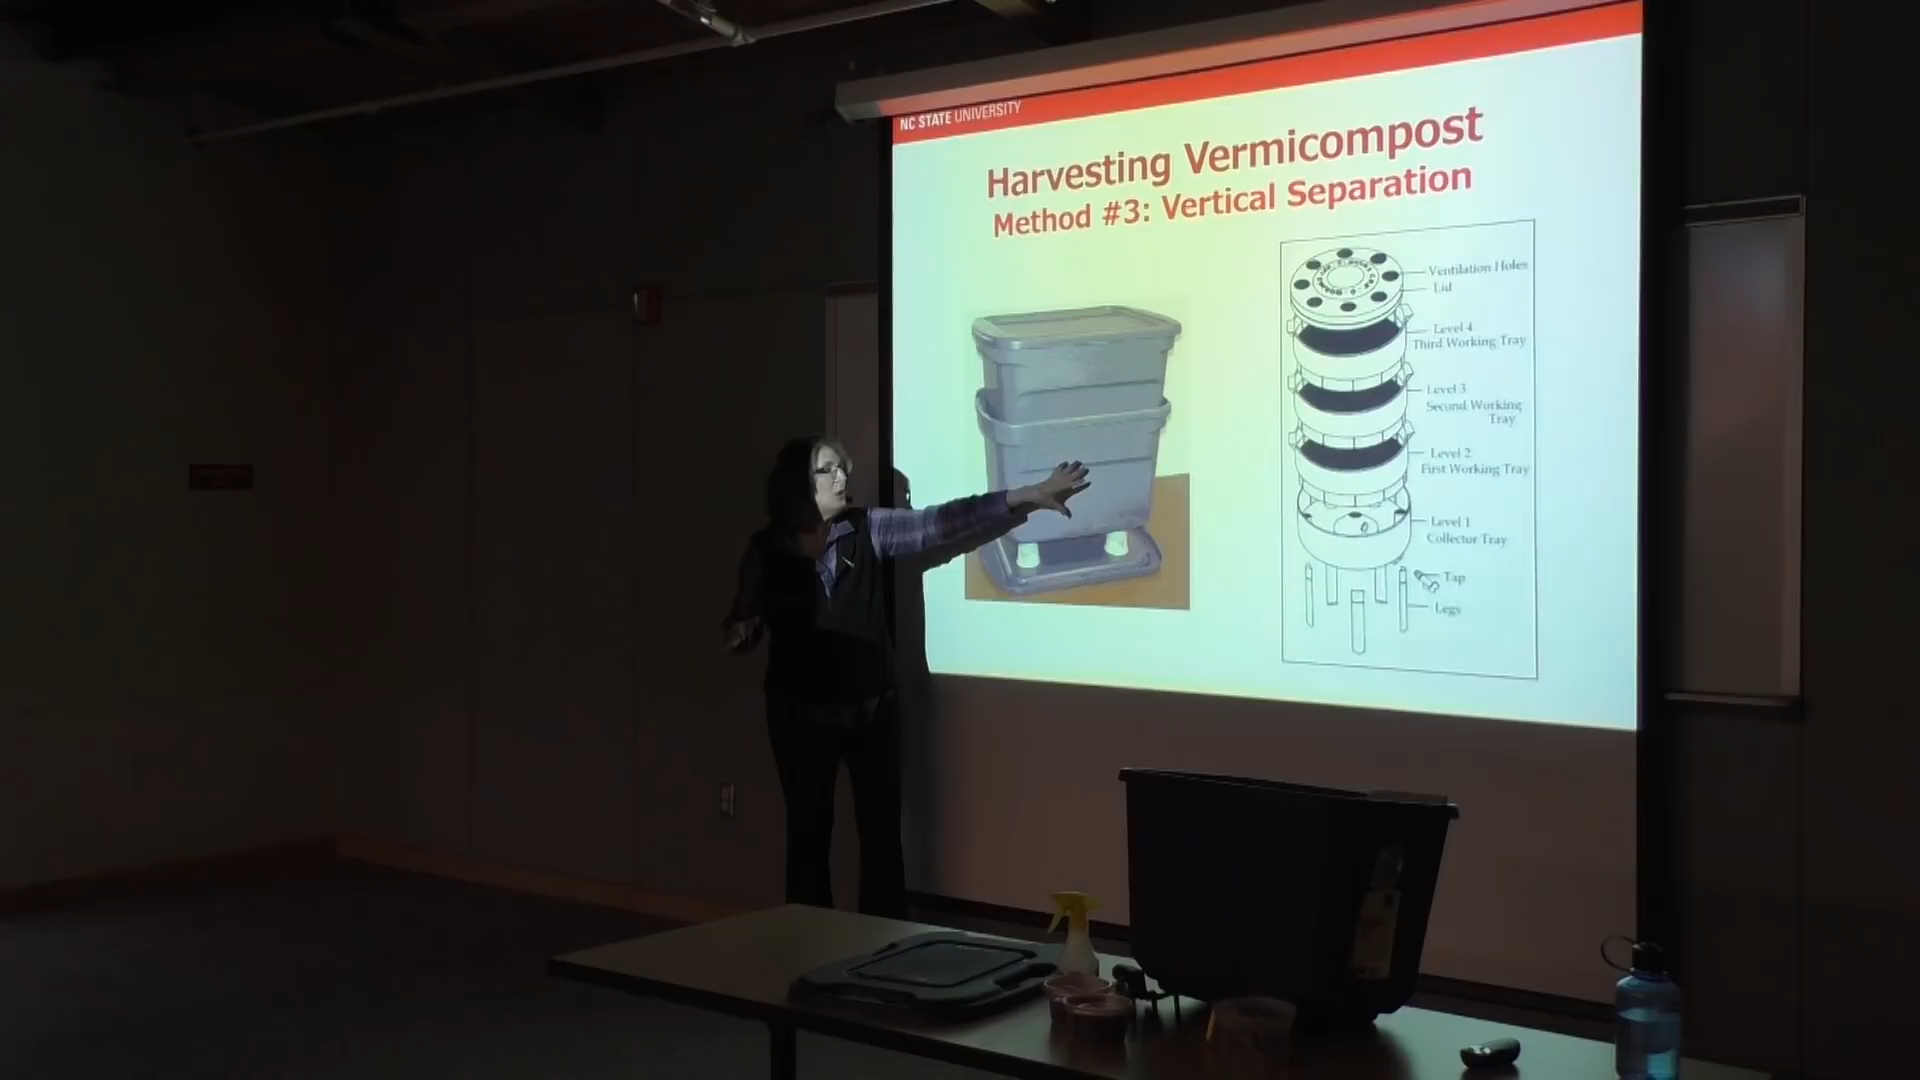 NC STATE UNIVERSITY
Harvesting Vermicompost
Method #3: Vertical Separation
Ventilation Holes
Lid
Level 4
Third Working Tray
Level 3
Second Working
Tray
Level 2
First Working Tray
Level 1
Collector Tray
Tap
Legs